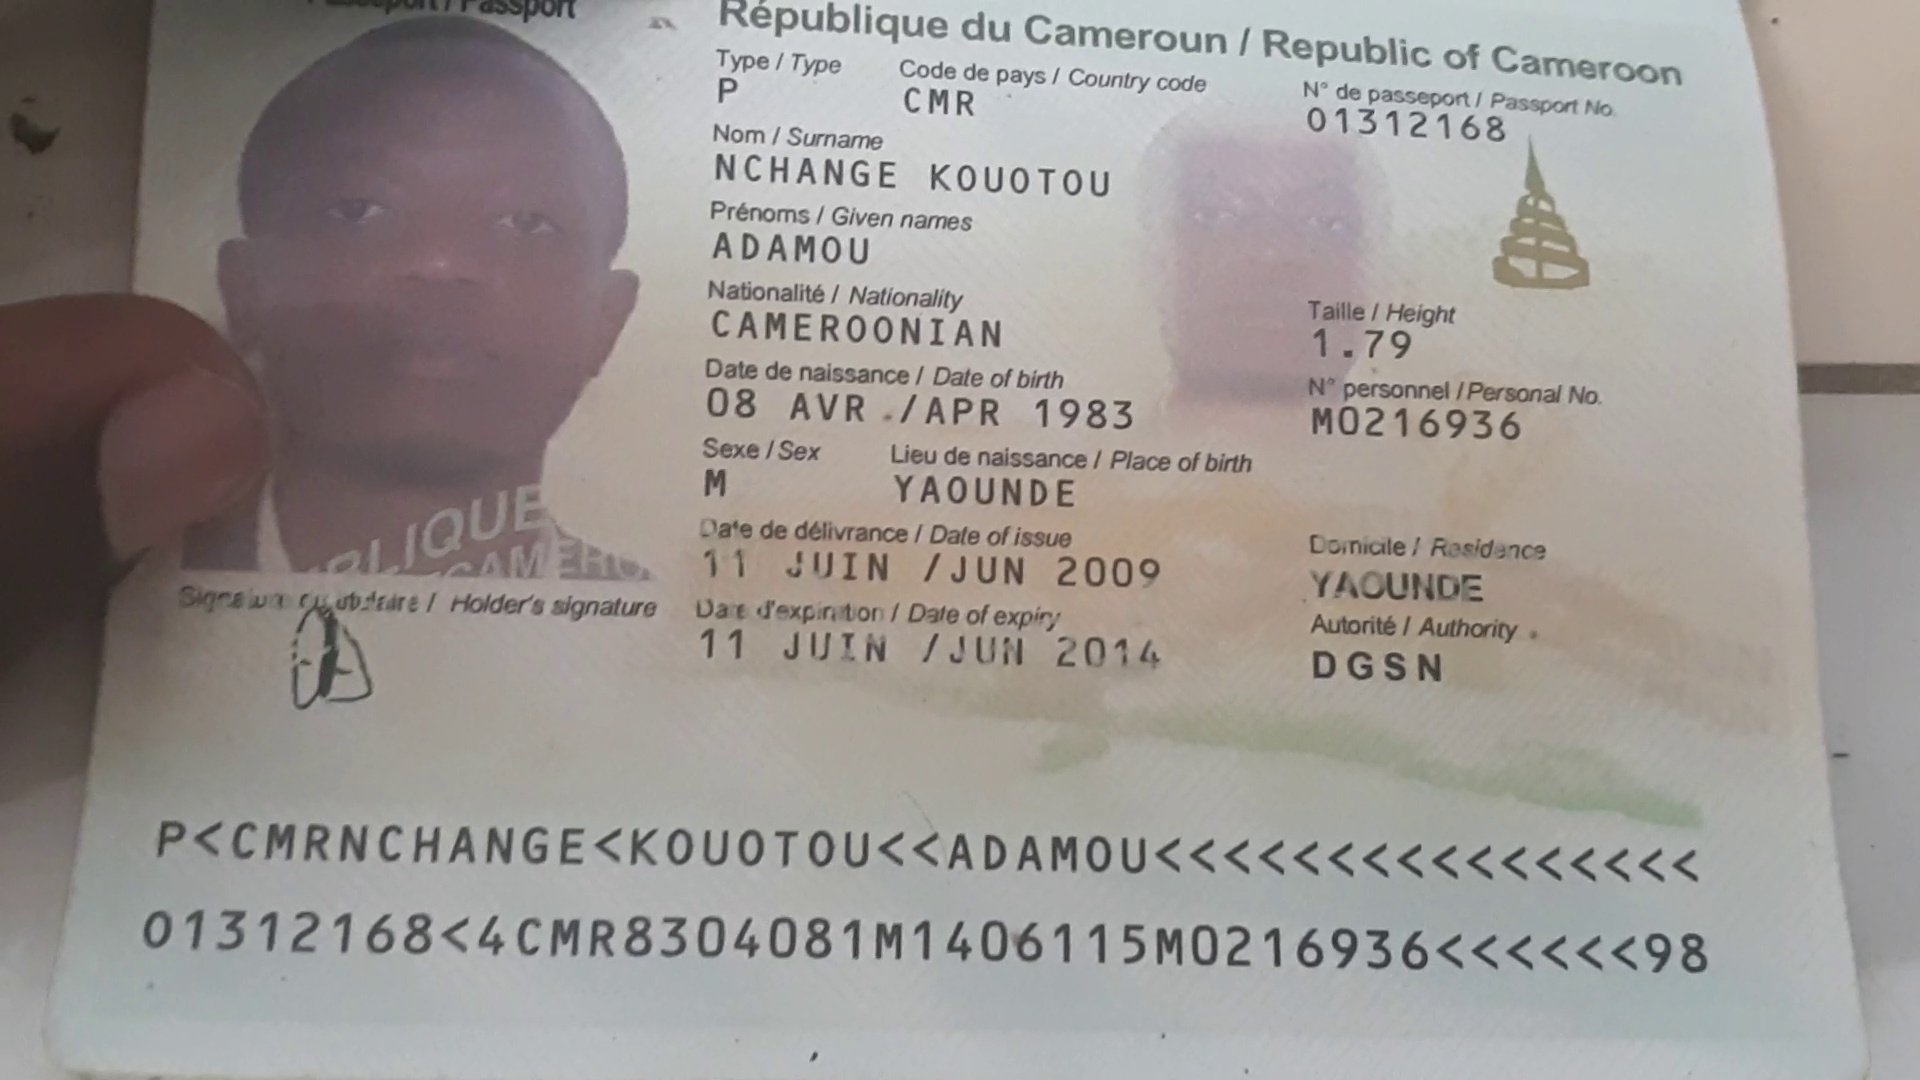 Passeport / Passport
République du Cameroun / Republic of Cameroon
Type / Type Code de pays / Country code N° de passeport / Passport No.
P CMR 01312168
Nom / Surname
NCHANGE KOUOTOU
Prénoms / Given names
ADAMOU
Nationalité / Nationality Taille / Height
CAMEROONIAN 1.79
Date de naissance / Date of birth N° personnel / Personal No.
08 AVR ./APR 1983 M0216936
Sexe / Sex Lieu de naissance / Place of birth
M YAOUNDE
Date de délivrance / Date of issue Domicile / Residence
11 JUIN /JUN 2009 YAOUNDE
/ Holder's signature Date d'expiration / Date of expiry Autorité / Authority
11 JUIN /JUN 2014 DGSN
P<CMRNCHANGE<KOUOTOU<<ADAMOU<<<<<<<<<<<<<<<<
01312168<4CMR8304081M1406115M0216936<<<<<<98